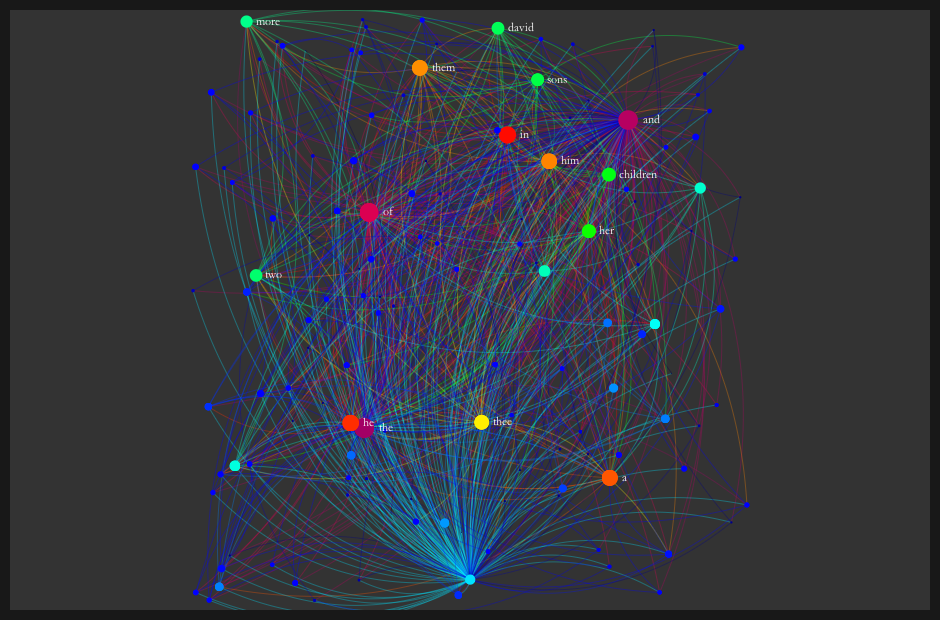 more
david
them
sons
and
in
him
children
of
her
two
he
the
thee
a